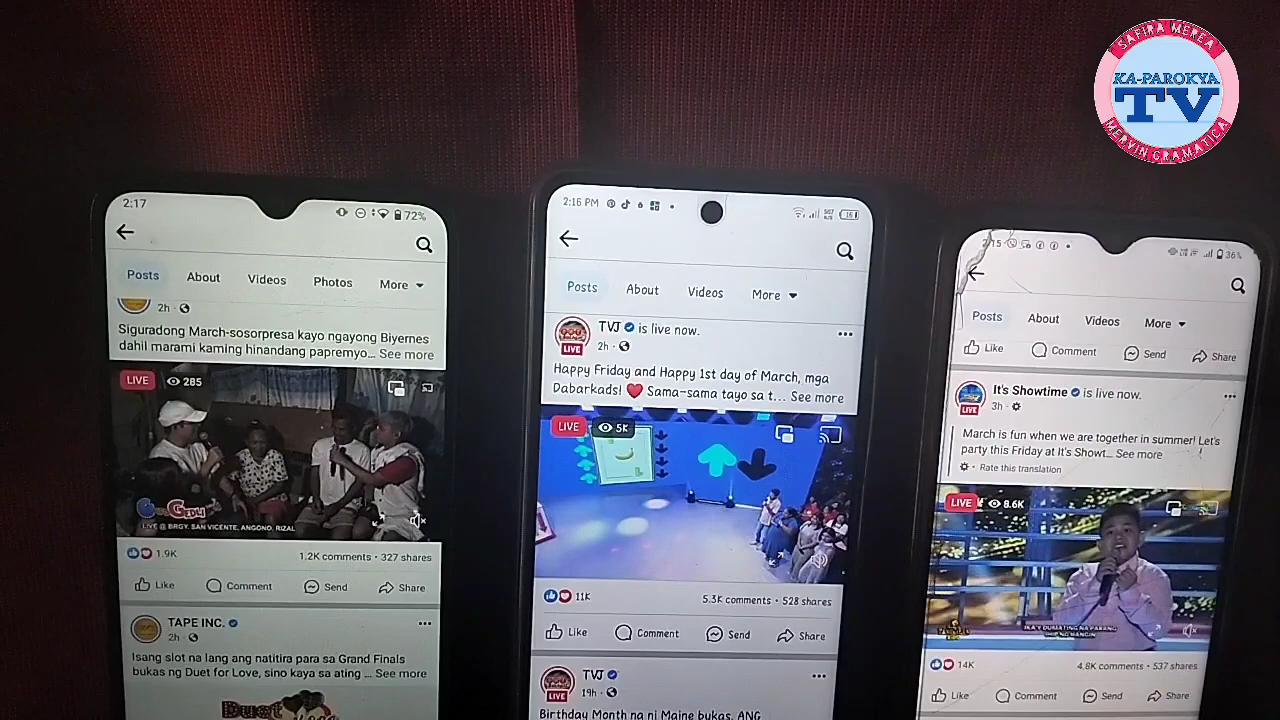 SAFIRA MEREA
KA-PAROKYA
TV
MERVIN GRAMATICA
2:17
72%
Posts
About
Videos
Photos
More
2h
Siguradong March-sosorpresa kayo ngayong Biyernes
dahil marami kaming hinandang papremyo... See more
LIVE
285
LIVE @ BRGY. SAN VICENTE, ANGONO, RIZAL
1.9K
1.2K comments • 327 shares
Like
Comment
Send
Share
TAPE INC.
2h
Isang slot na lang ang natitira para sa Grand Finals
bukas ng Duet for Love, sino kaya sa ating ... See more
Duet
2:16 PM
16
Posts
About
Videos
More
TVJ is live now.
LIVE
2h
Happy Friday and Happy 1st day of March, mga
Dabarkads! ❤️ Sama-sama tayo sa t... See more
LIVE
5K
11K
5.3K comments • 528 shares
Like
Comment
Send
Share
TVJ
LIVE
19h
Birthday Month na ni Maine bukas, ANG
2:15
36%
Posts
About
Videos
More
Like
Comment
Send
Share
It's Showtime is live now.
LIVE
3h
March is fun when we are together in summer! Let's
party this Friday at It's Showt... See more
Rate this translation
LIVE
8.6K
14K
4.8K comments • 537 shares
Like
Comment
Send
Share